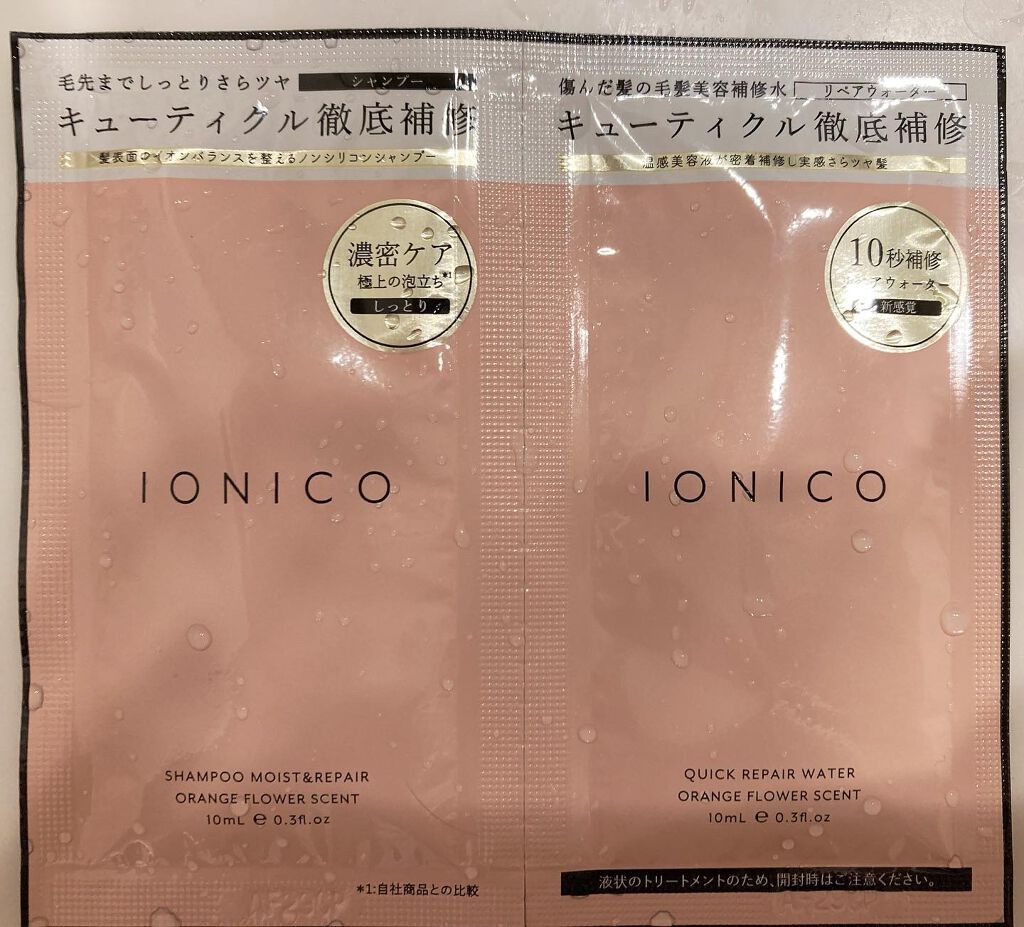 毛先までしっとりさらツヤ シャンプー
キューティクル徹底補修
髪表面のイオンバランスを整えるノンシリコンシャンプー
濃密ケア
極上の泡立ち*1
しっとり
IONICO
SHAMPOO MOIST&REPAIR
ORANGE FLOWER SCENT
10mL e 0.3fl.oz
*1:自社商品との比較
傷んだ髪の毛髪美容補修水 リペアウォーター
キューティクル徹底補修
温感美容液が密着補修し実感さらツヤ髪
10秒補修
アウォーター
新感覚
IONICO
QUICK REPAIR WATER
ORANGE FLOWER SCENT
10mL e 0.3fl.oz
液状のトリートメントのため、開封時はご注意ください。